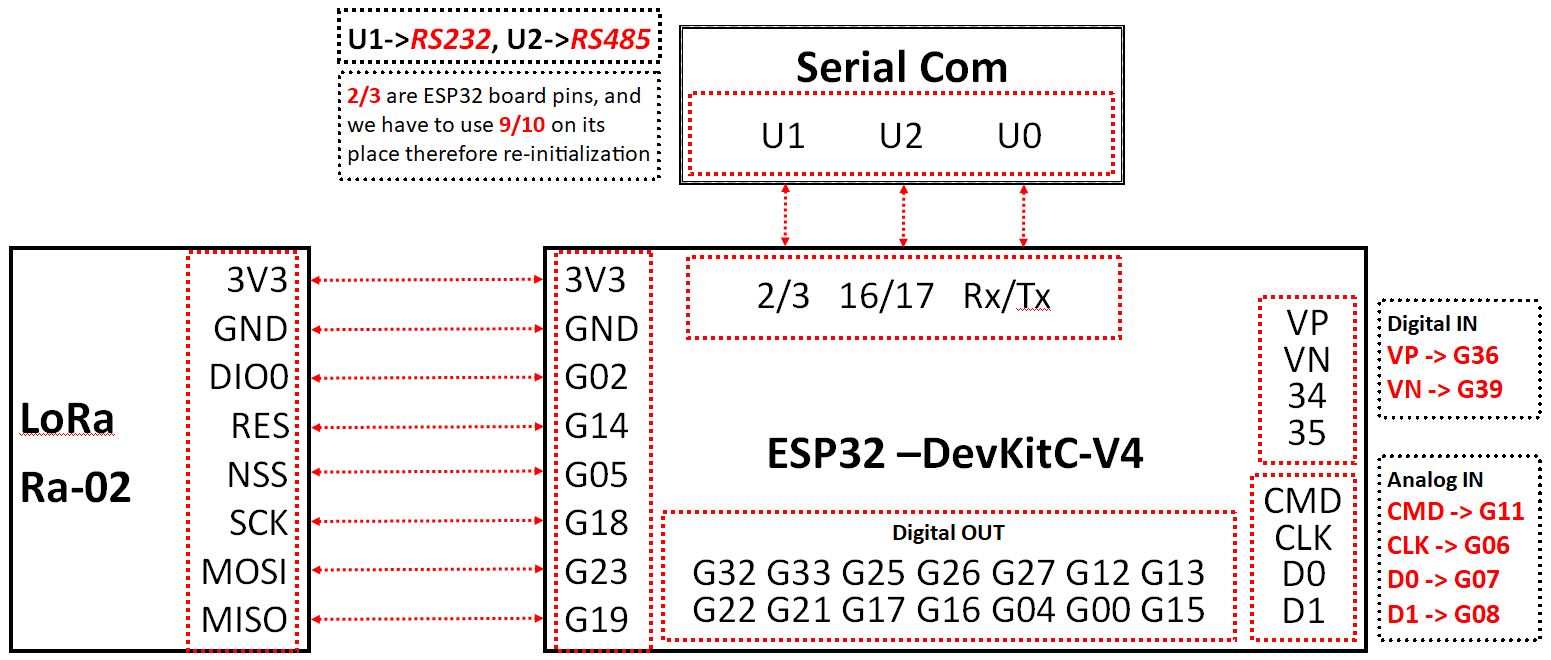 U1->RS232, U2->RS485
2/3 are ESP32 board pins, and
we have to use 9/10 on its
place therefore re-initialization
Serial Com
U1 U2 U0
2/3 16/17 Rx/Tx
LoRa
Ra-02
3V3
GND
DIO0
RES
NSS
SCK
MOSI
MISO
3V3
GND
G02
G14
G05
G18
G23
G19
ESP32 –DevKitC-V4
Digital OUT
G32 G33 G25 G26 G27 G12 G13
G22 G21 G17 G16 G04 G00 G15
VP
VN
34
35
CMD
CLK
D0
D1
Digital IN
VP -> G36
VN -> G39
Analog IN
CMD -> G11
CLK -> G06
D0 -> G07
D1 -> G08